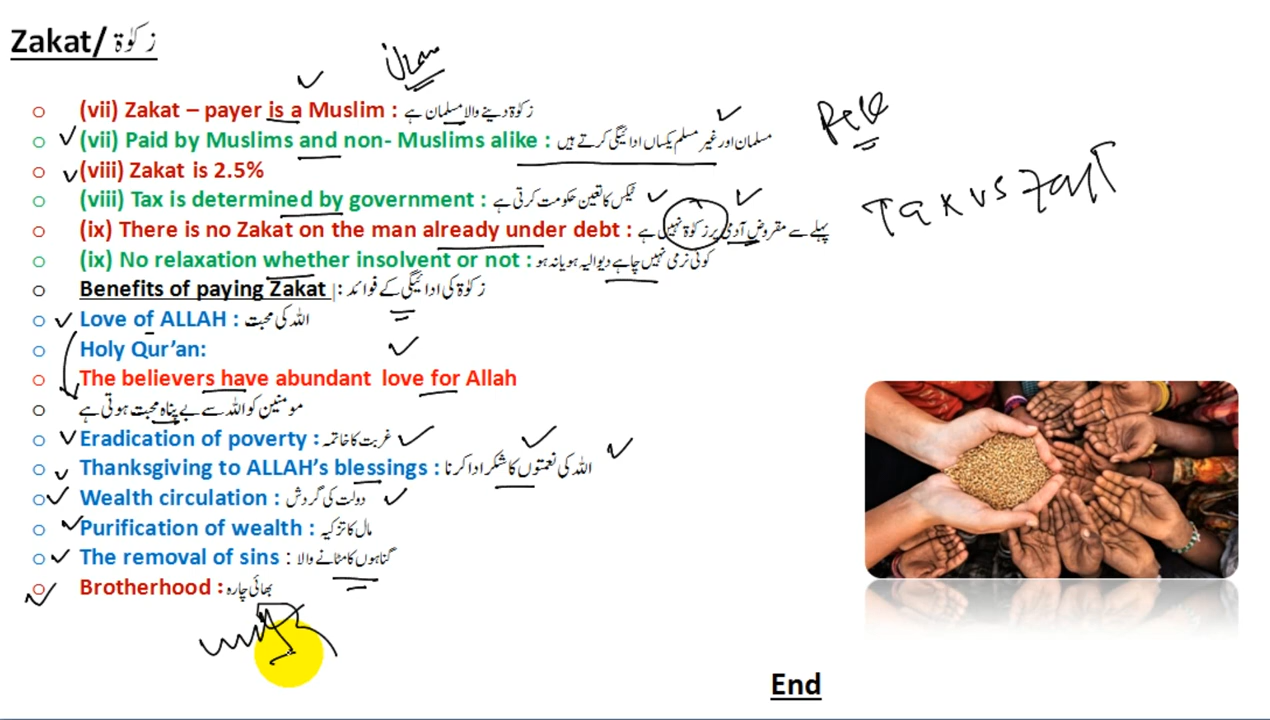 Zakat/ زکوٰۃ
(vii) Zakat – payer is a Muslim : زکوٰۃ دینے والا مسلمان ہے
(vii) Paid by Muslims and non- Muslims alike : مسلمان اور غیر مسلم یکساں ادائیگی کرتے ہیں
(viii) Zakat is 2.5%
(viii) Tax is determined by government : ٹیکس کا تعین حکومت کرتی ہے
Tax vs Zakat
(ix) There is no Zakat on the man already under debt : پہلے سے مقروض آدمی پر زکوٰۃ نہیں ہے
(ix) No relaxation whether insolvent or not : کوئی نرمی نہیں چاہے دیوالیہ ہو یا نہ ہو
Benefits of paying Zakat : زکوٰۃ کی ادائیگی کے فوائد
Love of ALLAH : اللہ کی محبت
Holy Qur’an:
The believers have abundant love for Allah
مومنین کو اللہ سے بے پناہ محبت ہوتی ہے
Eradication of poverty : غربت کا خاتمہ
Thanksgiving to ALLAH’s blessings : اللہ کی نعمتوں کا شکر ادا کرنا
Wealth circulation : دولت کی گردش
Purification of wealth : مال کا تزکیہ
The removal of sins : گناہوں کا مٹانے والا
Brotherhood : بھائی چارہ
End